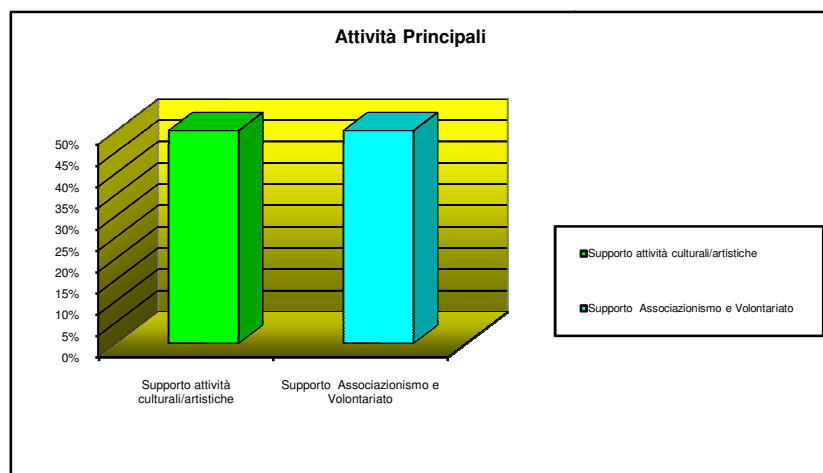 Attività Principali
50%
45%
40%
35%
30%
25%
20%
15%
10%
5%
0%
Supporto attività
culturali/artistiche
Supporto Associazionismo e
Volontariato
Supporto attività culturali/artistiche
Supporto Associazionismo e Volontariato